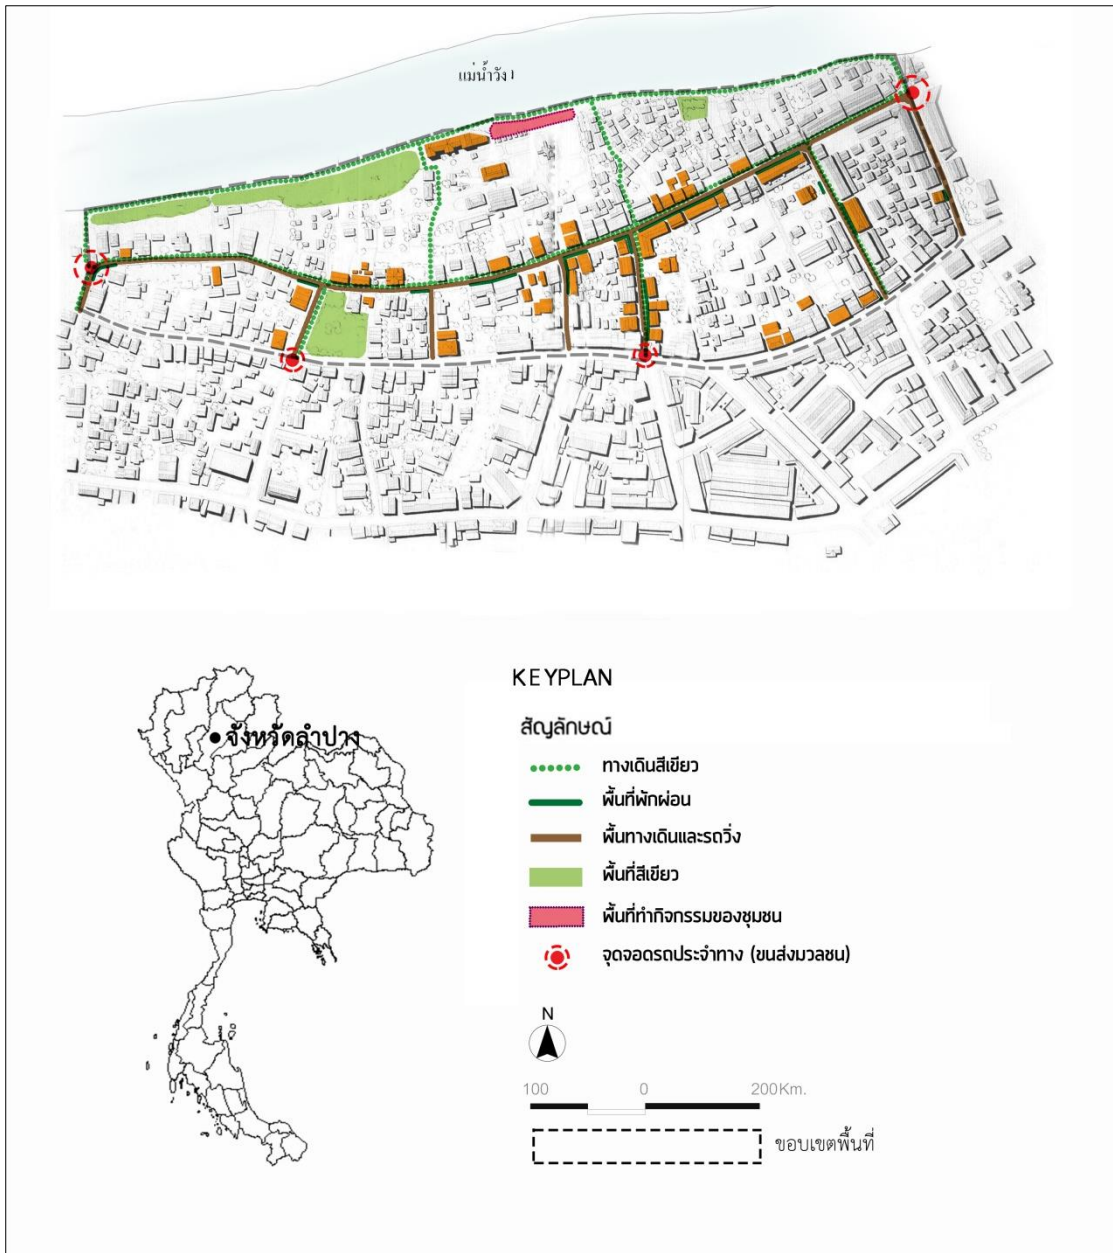 แม่น้ำวัง
KEYPLAN
สัญลักษณ์
จังหวัดลำปาง
ทางเดินสีเขียว
พื้นที่พักผ่อน
พื้นทางเดินและรถวิ่ง
พื้นที่สีเขียว
พื้นที่ทำกิจกรรมของชุมชน
จุดจอดรถประจำทาง (ขนส่งมวลชน)
N
100 0 200Km.
ขอบเขตพื้นที่